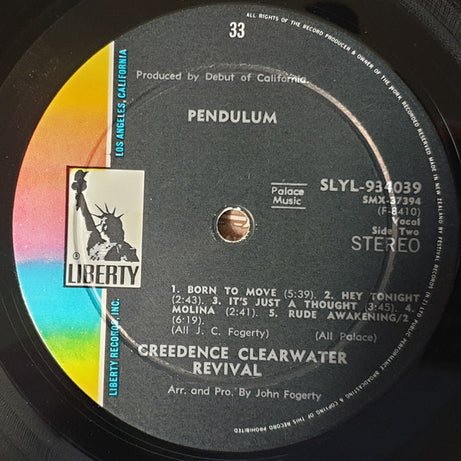 ALL RIGHTS OF THE RECORD PRODUCER & OWNER OF THE WORK RECORDED RESERVED MADE IN NEW ZEALAND BY FESTIVAL RECORDS (N.Z.) LTD PUBLIC PERFORMANCE BROADCASTING & COPYING OF THIS RECORD PROHIBITED
33
Produced by Debut of California.
PENDULUM
LOS ANGELES, CALIFORNIA
Palace
Music
SLYL-934039
SMX-37394
(F-8410)
Vocal
Side Two
STEREO
LIBERTY
LIBERTY RECORDS, INC.
1. BORN TO MOVE (5:39). 2. HEY TONIGHT
(2:43). 3. IT'S JUST A THOUGHT (3:45). 4.
MOLINA (2:41). 5. RUDE AWAKENING/2
(All J. C. Fogerty) (All Palace)
CREEDENCE CLEARWATER
REVIVAL
Arr. and Pro. By John Fogerty